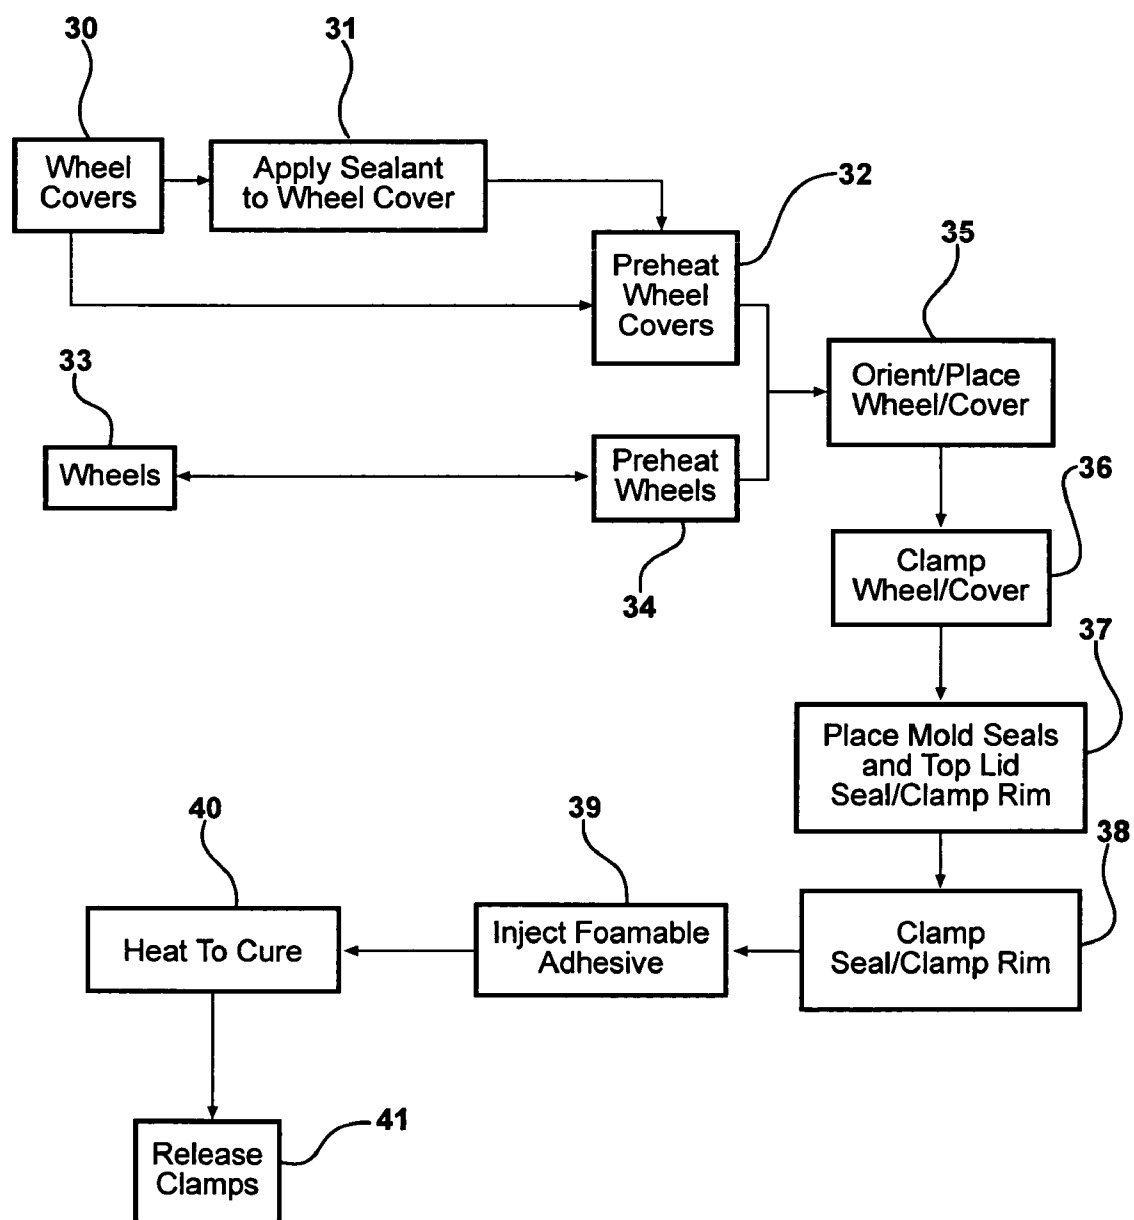 30
31
Wheel
Covers
Apply Sealant
to Wheel Cover
32
Preheat
Wheel
Covers
33
Wheels
Preheat
Wheels
34
35
Orient/Place
Wheel/Cover
36
Clamp
Wheel/Cover
37
Place Mold Seals
and Top Lid
Seal/Clamp Rim
38
Clamp
Seal/Clamp Rim
39
Inject Foamable
Adhesive
40
Heat To Cure
41
Release
Clamps